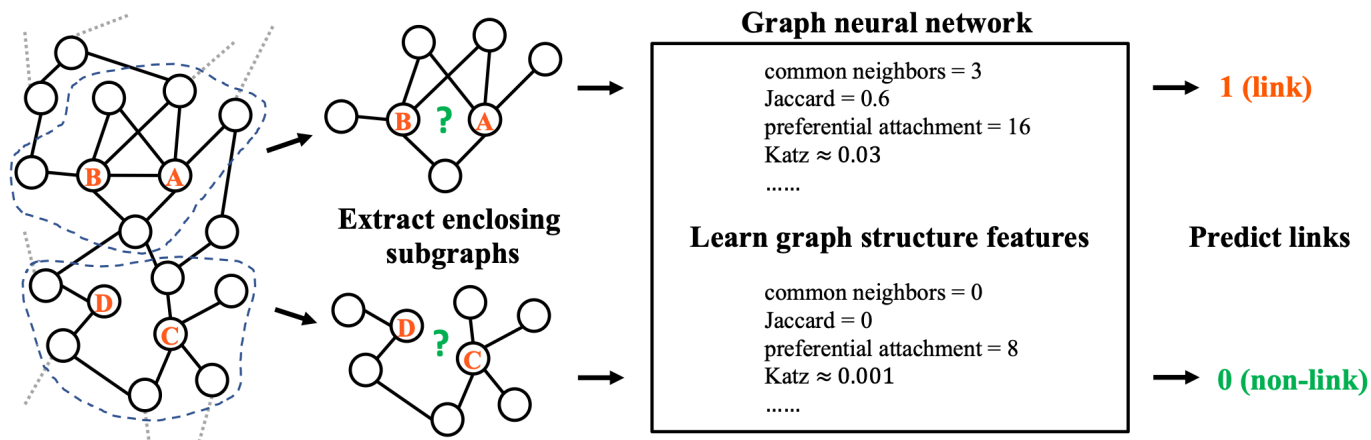 B
A
D
C
B
?
A
Extract enclosing
subgraphs
D
?
C
Graph neural network
common neighbors = 3
Jaccard = 0.6
preferential attachment = 16
Katz ≈ 0.03
......
Learn graph structure features
common neighbors = 0
Jaccard = 0
preferential attachment = 8
Katz ≈ 0.001
......
1 (link)
Predict links
0 (non-link)